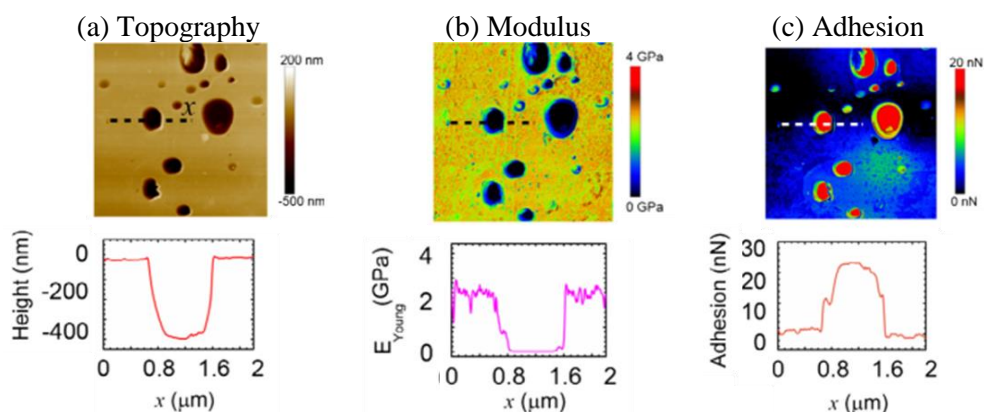 (a) Topography
(b) Modulus
(c) Adhesion
200 nm
-500 nm
x
4 GPa
0 GPa
20 nN
0 nN
Height (nm)
0
-200
-400
0 0.8 1.6 2
x (μm)
E Young (GPa)
4
2
0
0 0.8 1.6 2
x (μm)
Adhesion (nN)
30
20
10
0
0 0.8 1.6 2
x (μm)